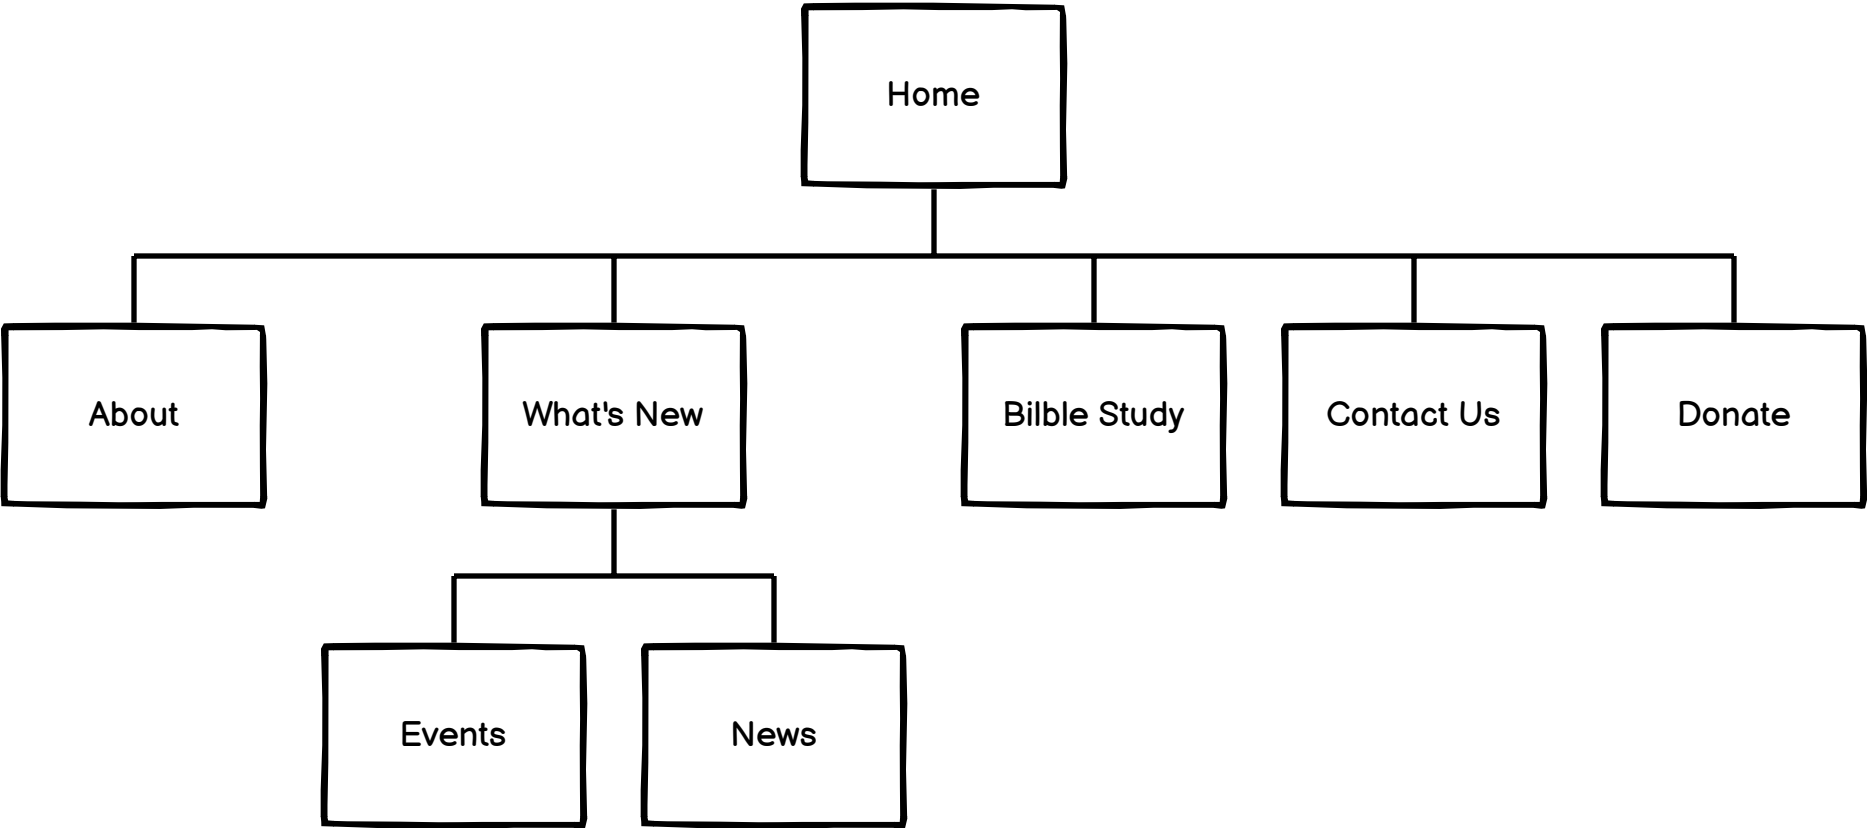 Home
About
What's New
Bilble Study
Contact Us
Donate
Events
News